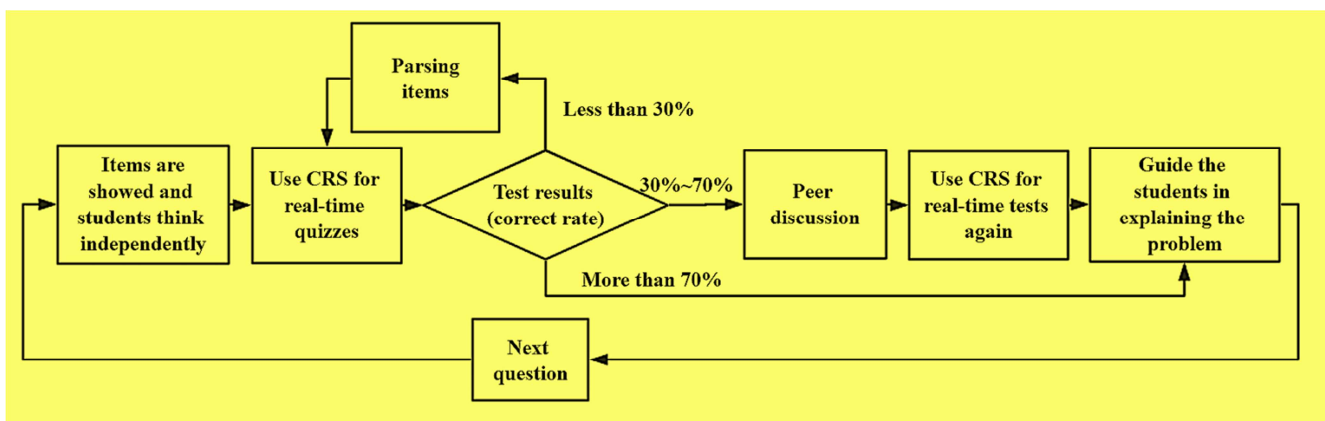 Parsing
items
Less than 30%
Items are
showed and
students think
independently
Use CRS for
real-time
quizzes
Test results
(correct rate)
30%~70%
Peer
discussion
Use CRS for
real-time tests
again
Guide the
students in
explaining the
problem
More than 70%
Next
question